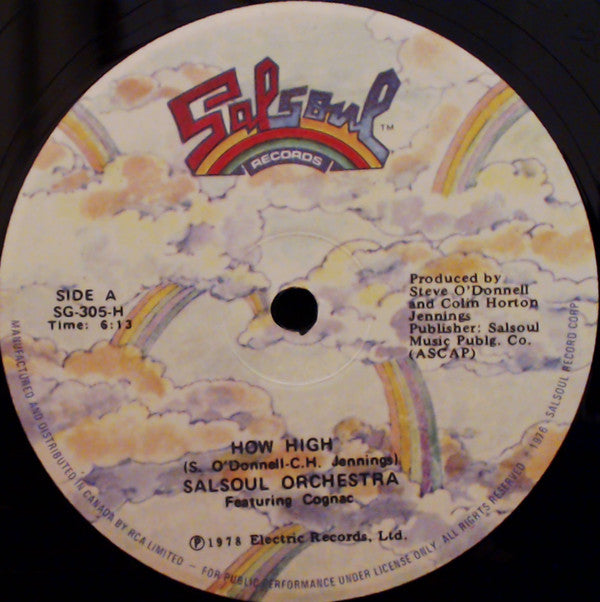 Salsoul TM
RECORDS
SIDE A
SG-305-H
Time: 6:13
Produced by
Steve O'Donnell
and Colin Horton
Jennings
Publisher: Salsoul
Music Publg. Co.
(ASCAP)
HOW HIGH
(S. O'Donnell-C.H. Jennings)
SALSOUL ORCHESTRA
Featuring Cognac
Ⓟ1978 Electric Records, Ltd.
MANUFACTURED AND DISTRIBUTED IN CANADA BY RCA LIMITED – FOR PUBLIC PERFORMANCE UNDER LICENSE ONLY. ALL RIGHTS RESERVED © 1978 - SALSOUL RECORD CORP.